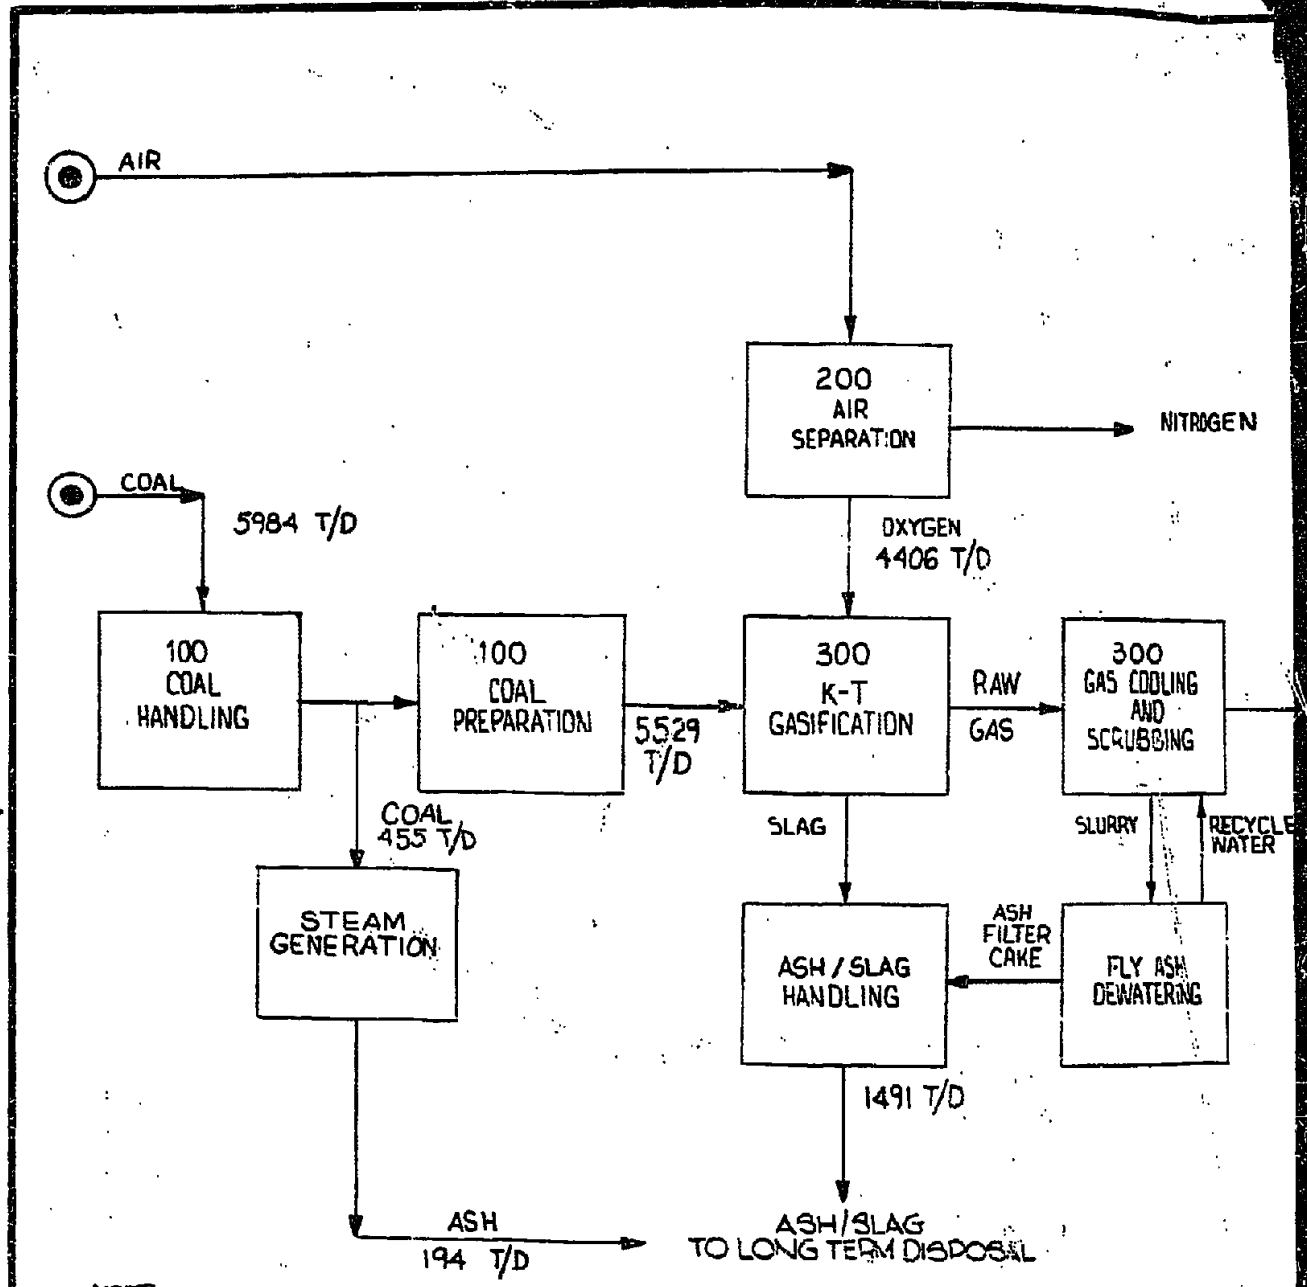 AIR
200
AIR
SEPARATION
NITROGEN
COAL
5984 T/D
OXYGEN
4406 T/D
100
COAL
HANDLING
100
COAL
PREPARATION
5529
T/D
300
K-T
GASIFICATION
RAW
GAS
300
GAS COOLING
AND
SCRUBBING
COAL
455 T/D
SLAG
SLURRY
RECYCLE
WATER
STEAM
GENERATION
ASH / SLAG
HANDLING
ASH
FILTER
CAKE
FLY ASH
DEWATERING
1491 T/D
ASH
194 T/D
ASH/SLAG
TO LONG TERM DISPOSAL